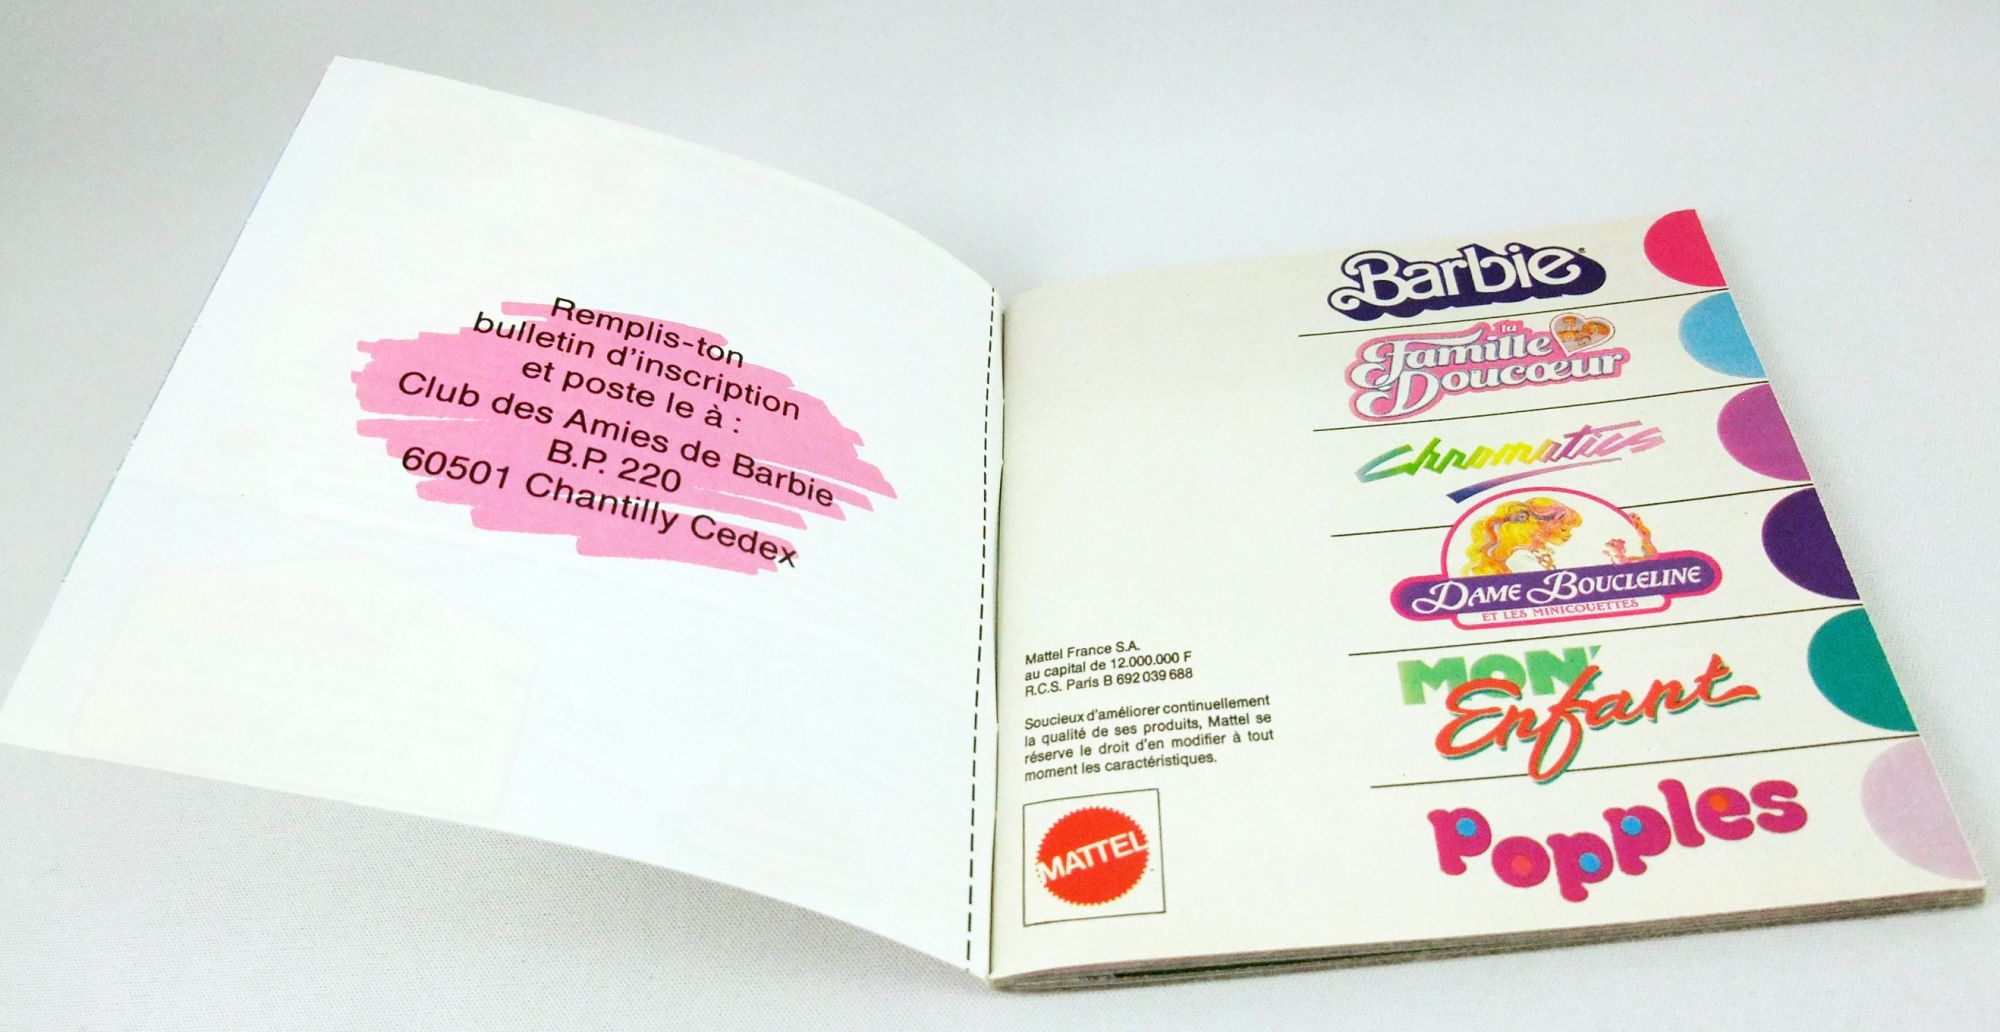 Remplis-ton
bulletin d'inscription
et poste le à :
Club des Amies de Barbie
B.P. 220
60501 Chantilly Cedex
Mattel France S.A.
au capital de 12.000.000 F
R.C.S. Paris B 692 039 688
Soucieux d'améliorer continuellement
la qualité de ses produits, Mattel se
réserve le droit d'en modifier à tout
moment les caractéristiques.
MATTEL
Barbie
la
Famille
Doucœur
Chromatics
DAME BOUCLELINE
ET LES MINICOUETTES
MON'
Enfant
Popples